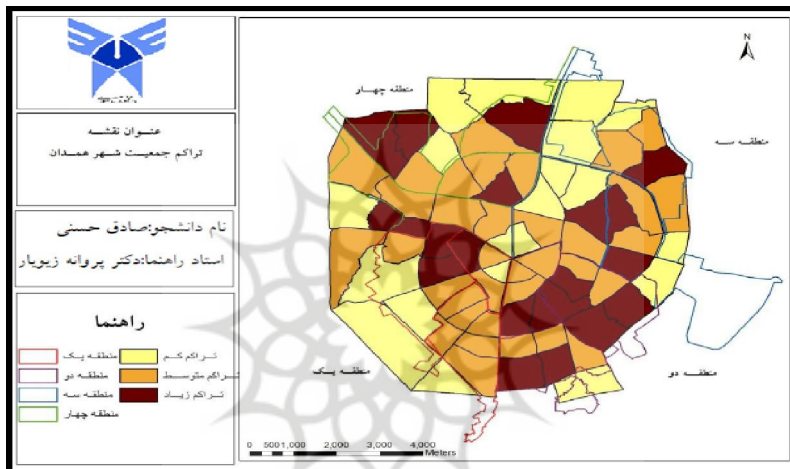 عنوان نقشه
تراکم جمعیت شهر همدان
نام دانشجو:صادق حسنی
استاد راهنما:دکتر پروانه زیویار
راهنما
منطقه یک
تراکم کم
منطقه دو
تراکم متوسط
منطقه سه
تراکم زیاد
منطقه چهار
N
منطقه چهار
منطقه سه
منطقه یک
منطقه دو
0 5001,000 2,000 3,000 4,000
Meters